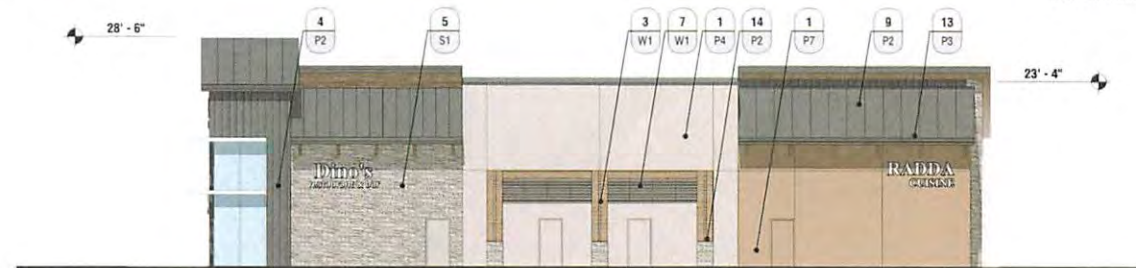 28' - 6"
4
P2
5
S1
3
W1
7
W1
1
P4
14
P2
1
P7
9
P2
13
P3
23' - 4"
Dino's
RADDA
CUISINE